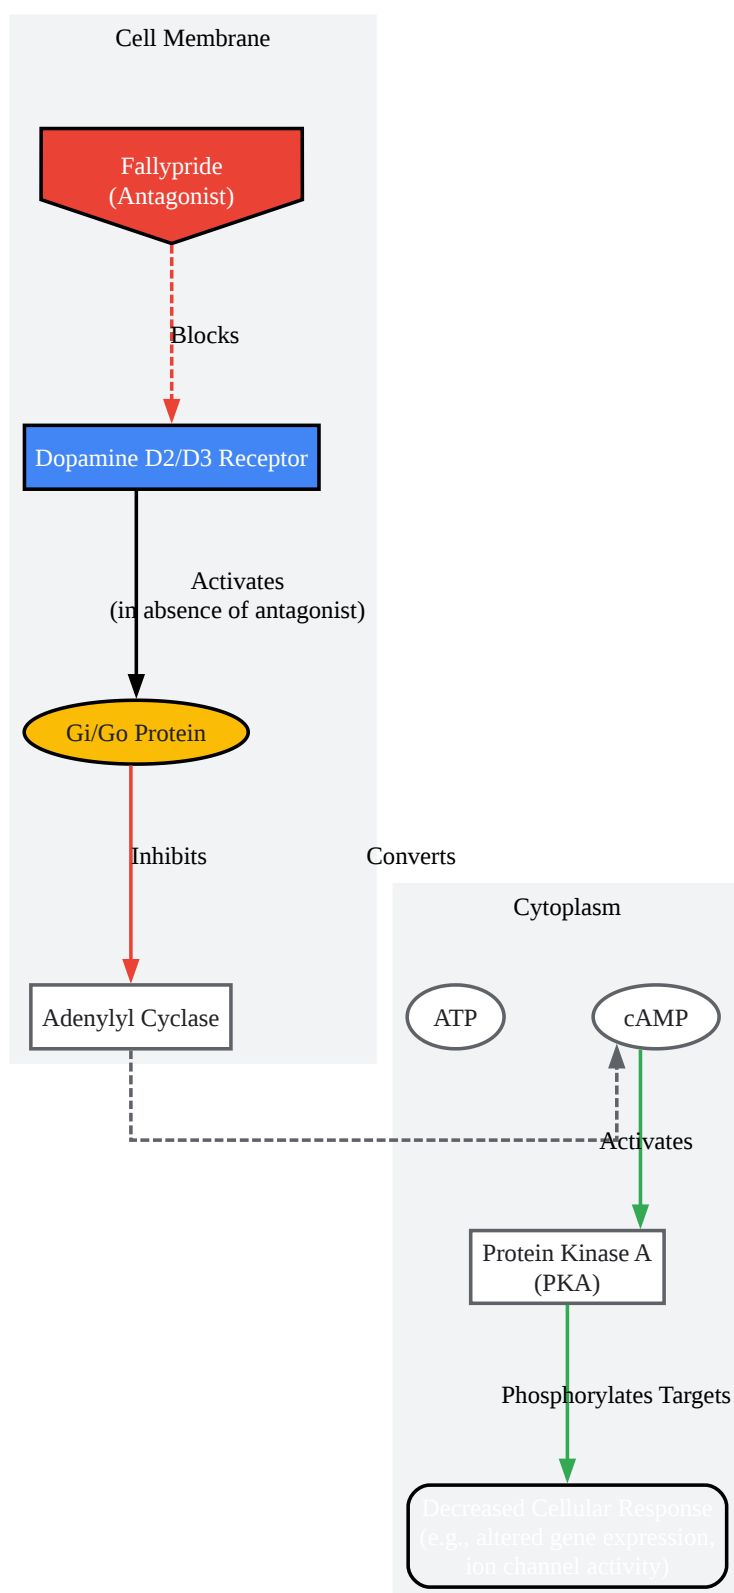 Cell Membrane
Fallypride
(Antagonist)
Blocks
Dopamine D2/D3 Receptor
Activates
(in absence of antagonist)
Gi/Go Protein
Inhibits
Converts
Cytoplasm
Adenylyl Cyclase
ATP
cAMP
Activates
Protein Kinase A
(PKA)
Phosphorylates Targets
Decreased Cellular Response
(e.g., altered gene expression,
ion channel activity)